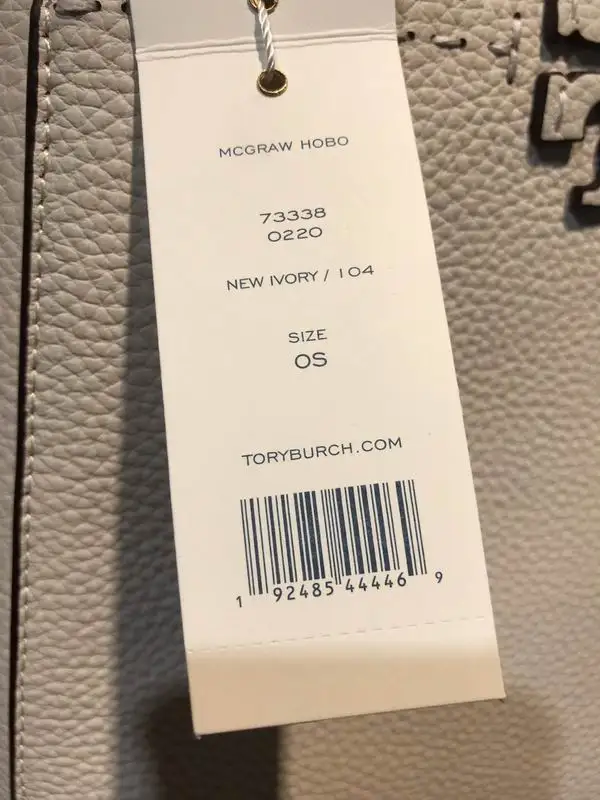 MCGRAW HOBO
73338
0220
NEW IVORY / 104
SIZE
OS
TORYBURCH.COM
1 92485 44446 9